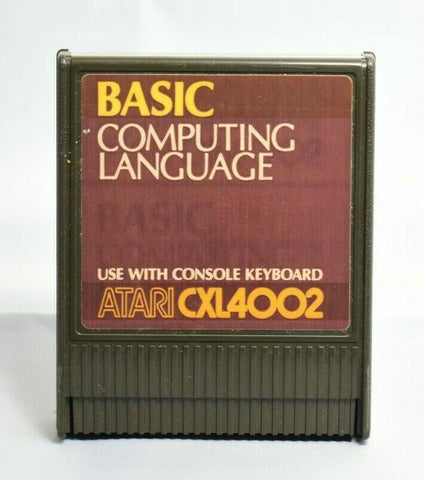 BASIC
COMPUTING
LANGUAGE
USE WITH CONSOLE KEYBOARD
ATARI CXL4002